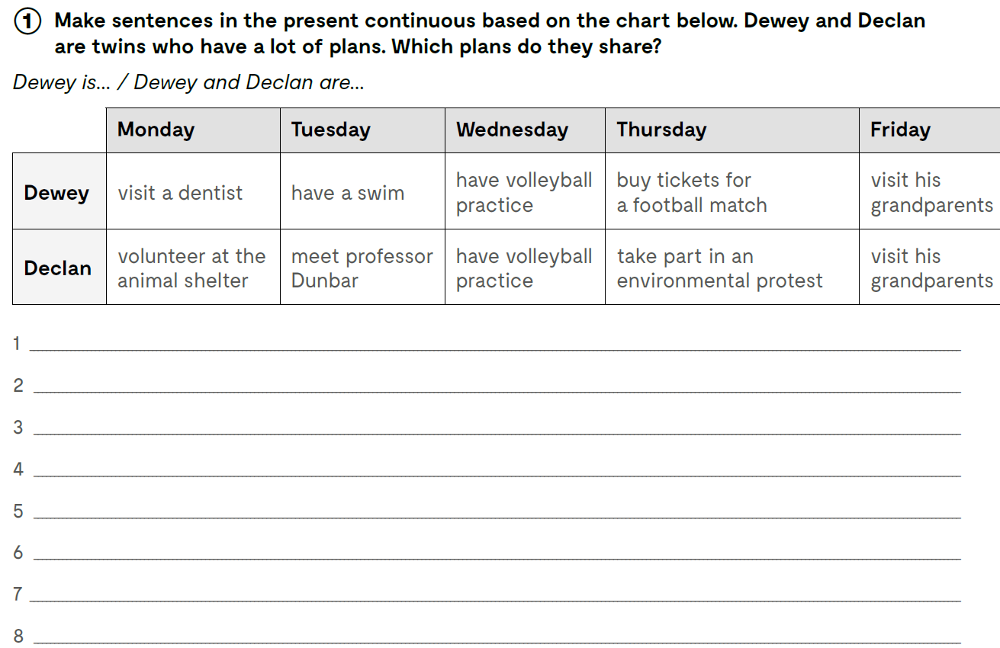 1 Make sentences in the present continuous based on the chart below. Dewey and Declan
are twins who have a lot of plans. Which plans do they share?
Dewey is... / Dewey and Declan are...
Monday Tuesday Wednesday Thursday Friday
Dewey
visit a dentist
have a swim
have volleyball
practice
buy tickets for
a football match
visit his
grandparents
Declan
volunteer at the
animal shelter
meet professor
Dunbar
have volleyball
practice
take part in an
environmental protest
visit his
grandparents
1
2
3
4
5
6
7
8